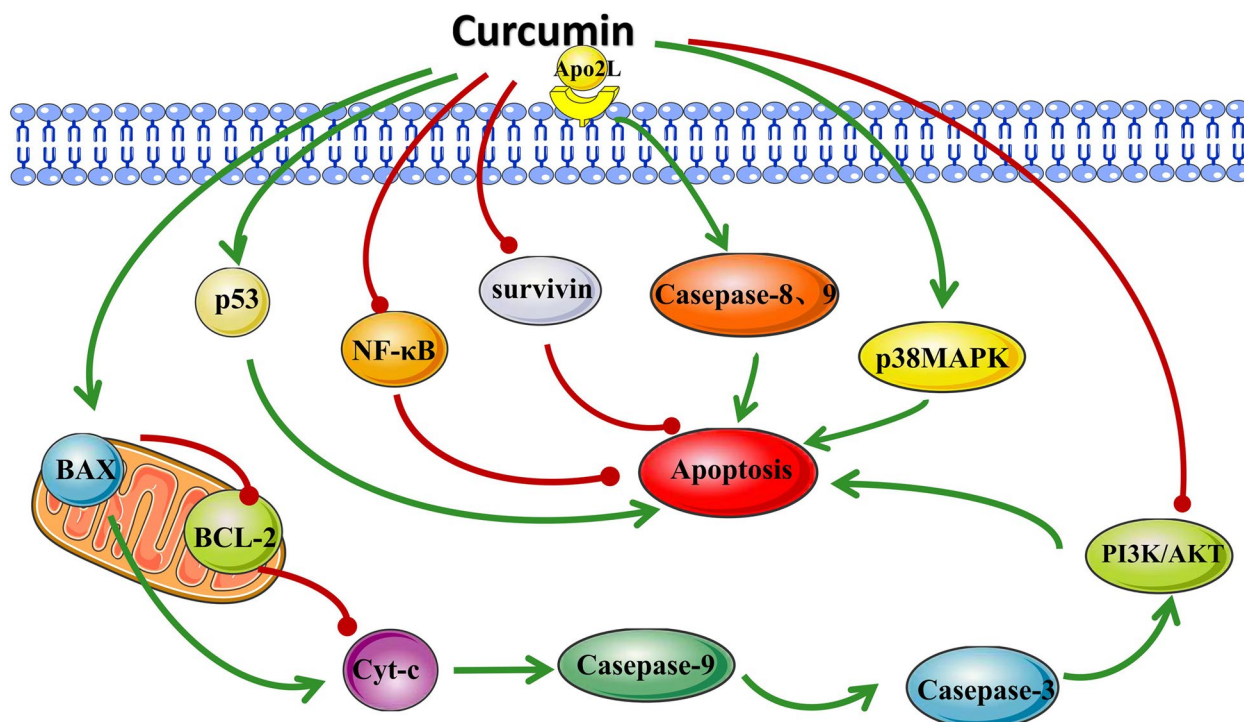 Curcumin
Apo2L
p53
survivin
Casepase-8、9
NF-κB
p38MAPK
BAX
Apoptosis
BCL-2
PI3K/AKT
Cyt-c
Casepase-9
Casepase-3